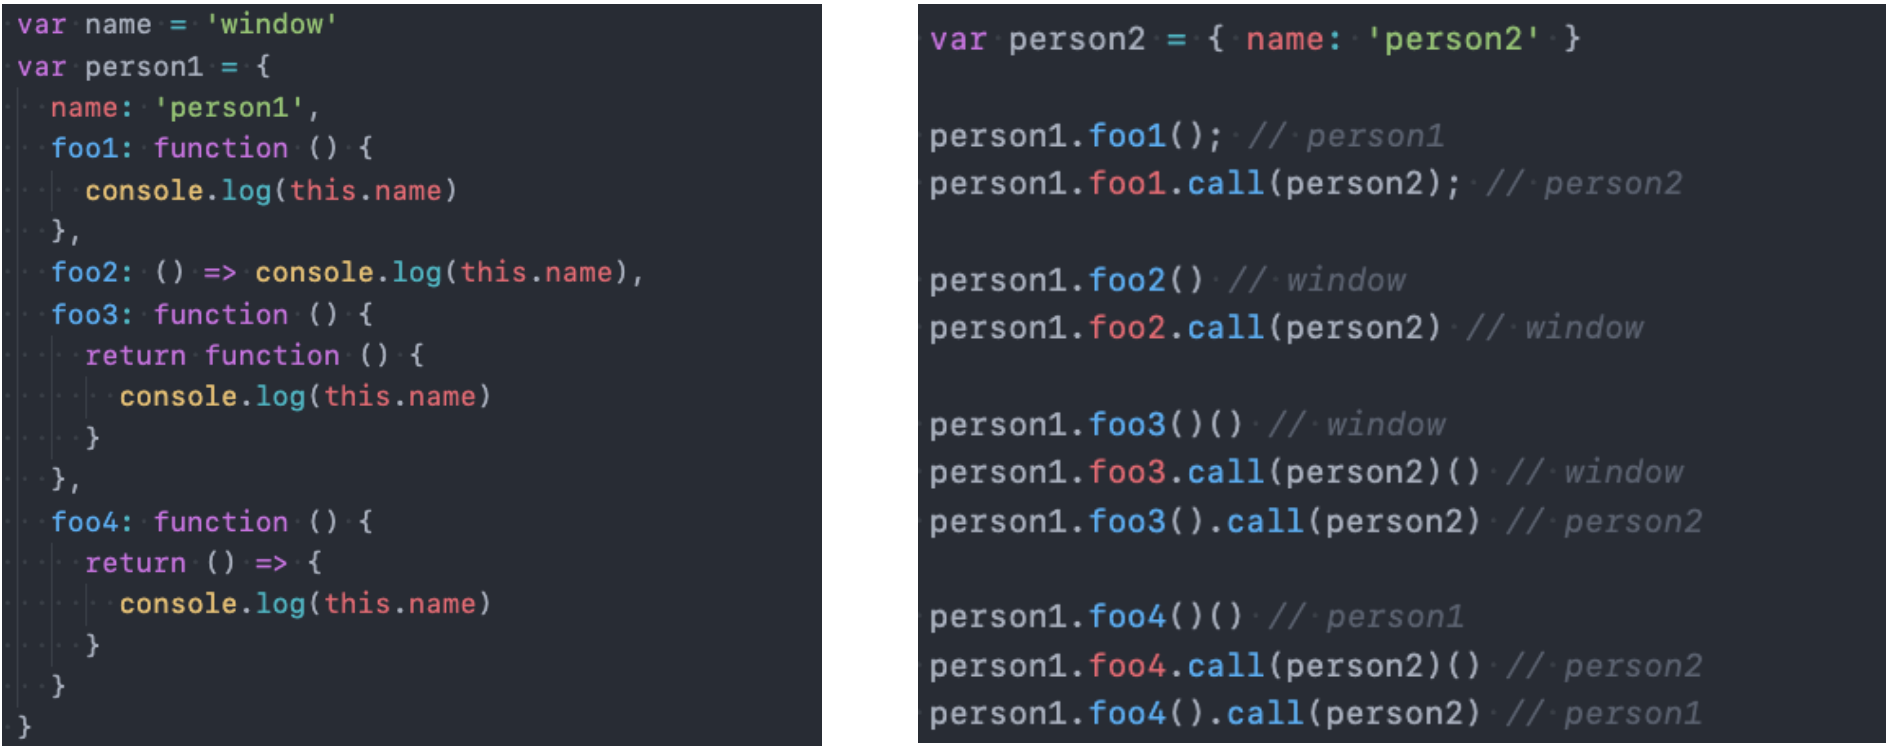 var name = 'window'
var person1 = {
  name: 'person1',
  foo1: function () {
    console.log(this.name)
  },
  foo2: () => console.log(this.name),
  foo3: function () {
    return function () {
      console.log(this.name)
    }
  },
  foo4: function () {
    return () => {
      console.log(this.name)
    }
  }
}
var person2 = { name: 'person2' }
person1.foo1(); // person1
person1.foo1.call(person2); // person2
person1.foo2() // window
person1.foo2.call(person2) // window
person1.foo3()() // window
person1.foo3.call(person2)() // window
person1.foo3().call(person2) // person2
person1.foo4()() // person1
person1.foo4.call(person2)() // person2
person1.foo4().call(person2) // person1